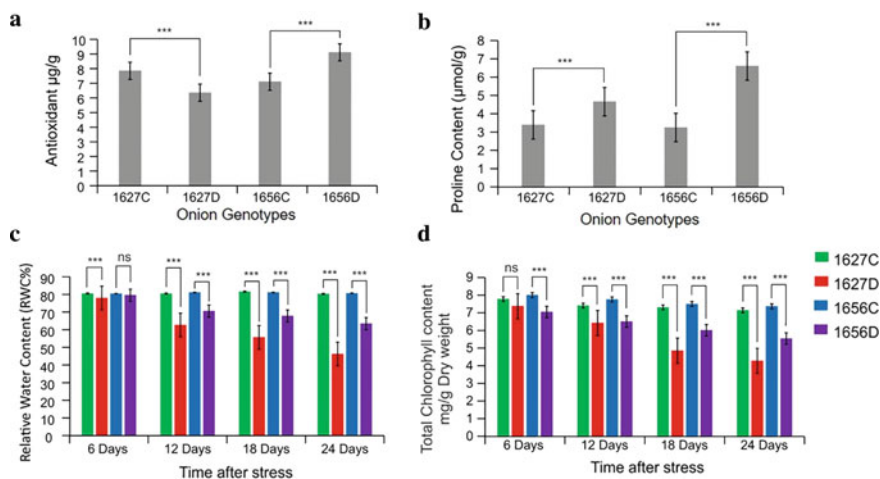 a
***
***
10
9
8
7
6
5
4
3
2
1
0
Antioxidant µg/g
1627C 1627D 1656C 1656D
Onion Genotypes
b
***
***
8
7
6
5
4
3
2
1
0
Proline Content (µmol/g)
1627C 1627D 1656C 1656D
Onion Genotypes
c
*** ns *** *** *** *** *** ***
90
80
70
60
50
40
30
20
10
0
Relative Water Content (RWC%)
6 Days 12 Days 18 Days 24 Days
Time after stress
d
ns *** *** *** *** *** *** ***
9
8
7
6
5
4
3
2
1
0
Total Chlorophyll content
mg/g Dry weight
6 Days 12 Days 18 Days 24 Days
Time after stress
1627C
1627D
1656C
1656D